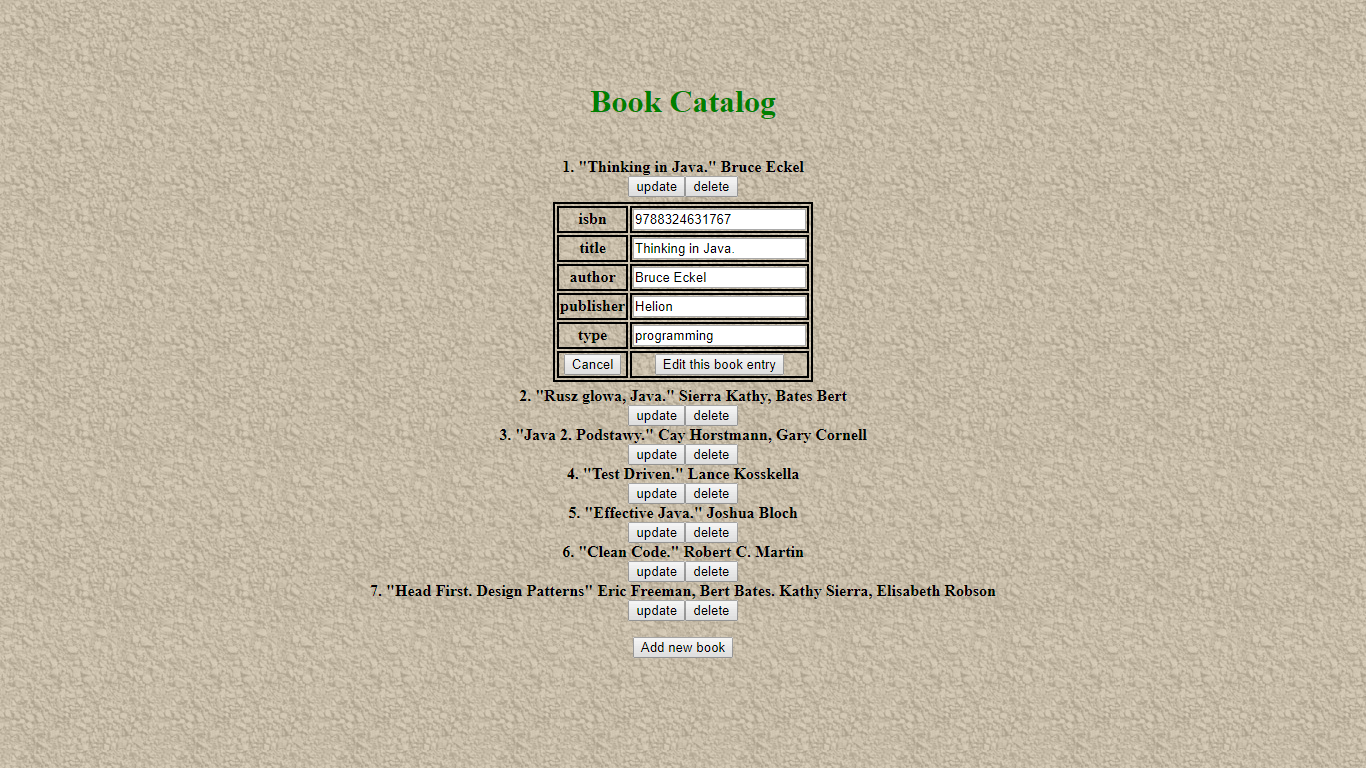 Book Catalog
1. "Thinking in Java." Bruce Eckel
update delete
isbn 9788324631767
title Thinking in Java.
author Bruce Eckel
publisher Helion
type programming
Cancel Edit this book entry
2. "Rusz glowa, Java." Sierra Kathy, Bates Bert
update delete
3. "Java 2. Podstawy." Cay Horstmann, Gary Cornell
update delete
4. "Test Driven." Lance Kosskella
update delete
5. "Effective Java." Joshua Bloch
update delete
6. "Clean Code." Robert C. Martin
update delete
7. "Head First. Design Patterns" Eric Freeman, Bert Bates. Kathy Sierra, Elisabeth Robson
update delete
Add new book